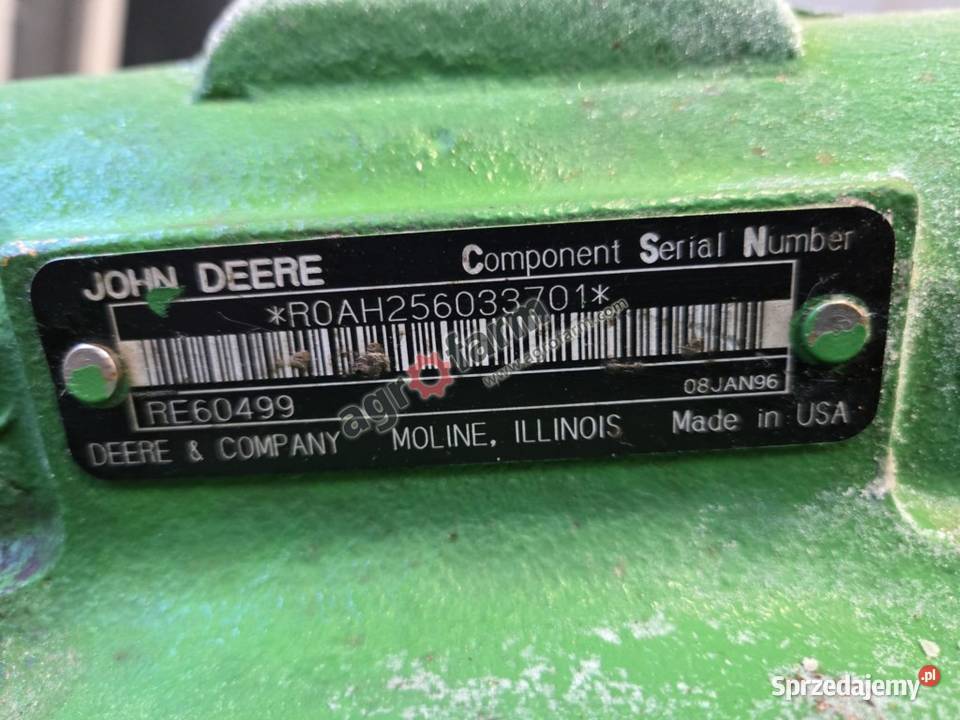 JOHN DEERE Component Serial Number
*R0AH256033701*
RE60499 08JAN96
DEERE & COMPANY MOLINE, ILLINOIS Made in USA
agrofarm
www.agrofarm.com
Sprzedajemy.pl